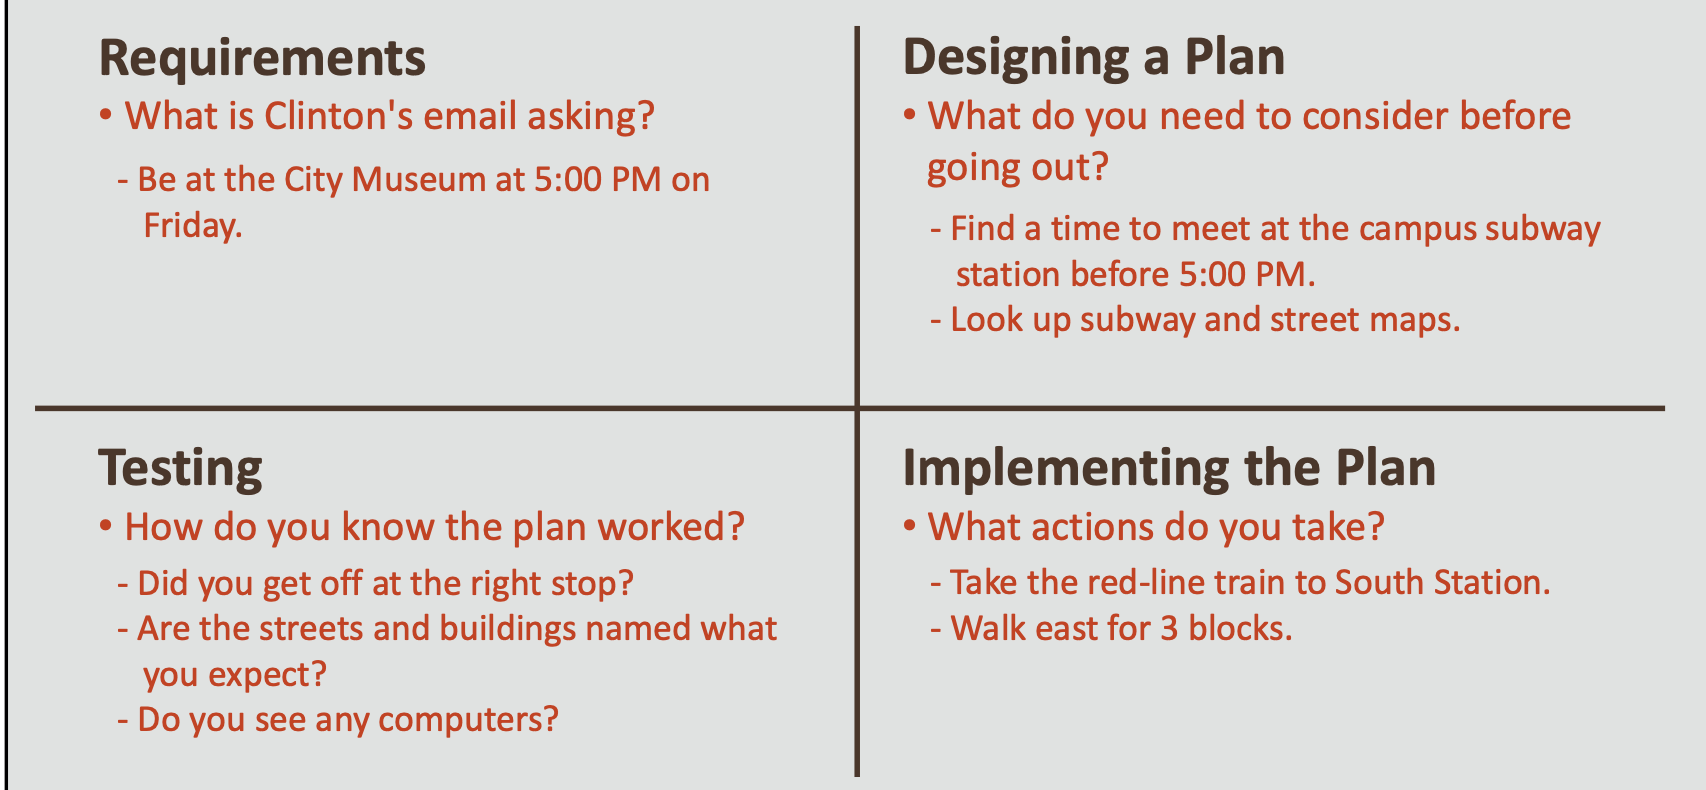 Requirements
• What is Clinton's email asking?
- Be at the City Museum at 5:00 PM on
Friday.
Designing a Plan
• What do you need to consider before
going out?
- Find a time to meet at the campus subway
station before 5:00 PM.
- Look up subway and street maps.
Testing
• How do you know the plan worked?
- Did you get off at the right stop?
- Are the streets and buildings named what
you expect?
- Do you see any computers?
Implementing the Plan
• What actions do you take?
- Take the red-line train to South Station.
- Walk east for 3 blocks.